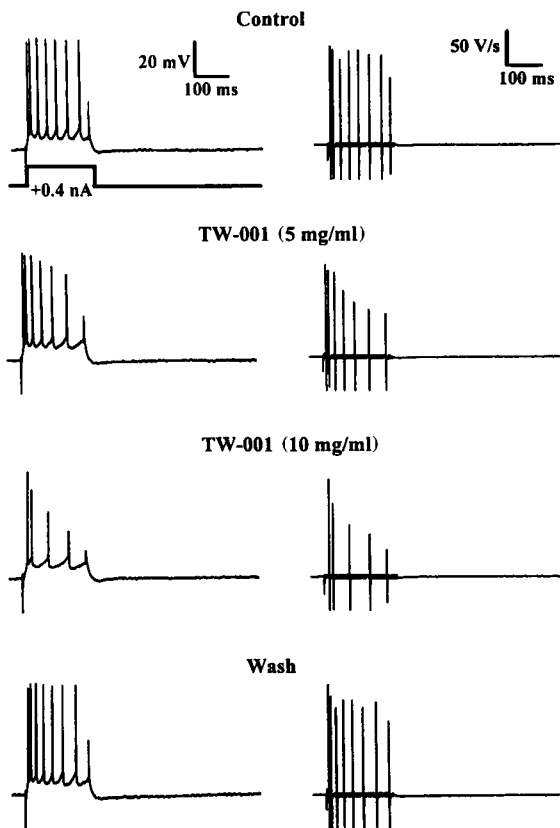 Control
20 mV
100 ms
50 V/s
100 ms
+0.4 nA
TW-001 (5 mg/ml)
TW-001 (10 mg/ml)
Wash